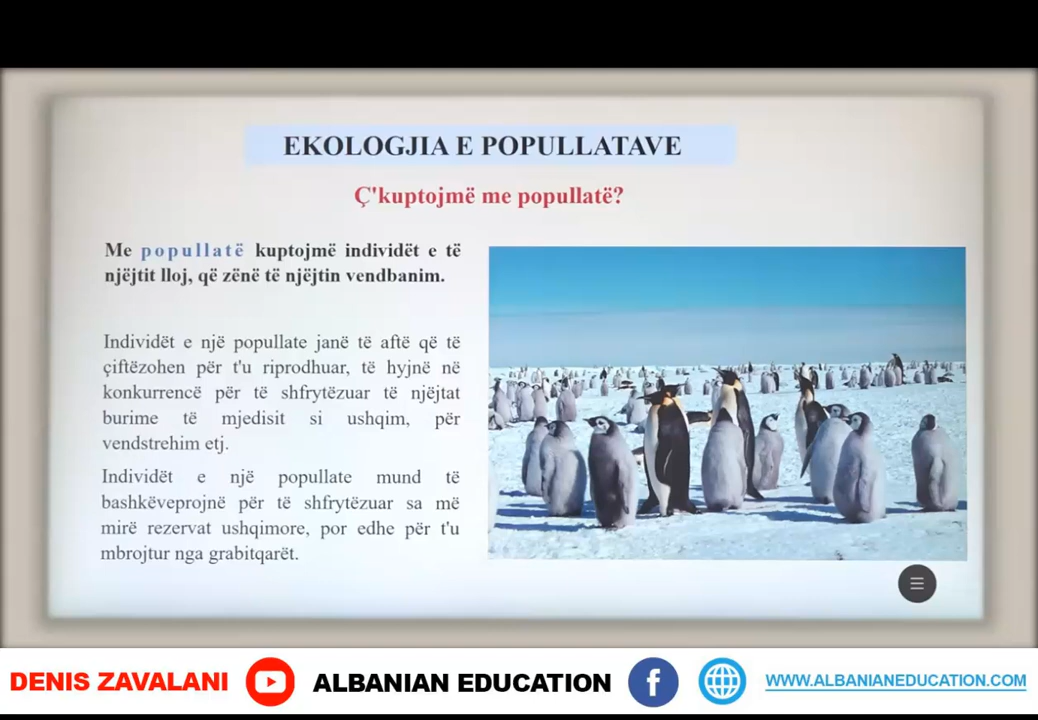 EKOLOGJIA E POPULLATAVE
Ç'kuptojmë me popullatë?
Me popullatë kuptojmë individët e të
njëjtit lloj, që zënë të njëjtin vendbanim.
Individët e një popullate janë të aftë që të
çiftëzohen për t'u riprodhuar, të hyjnë në
konkurrencë për të shfrytëzuar të njëjtat
burime të mjedisit si ushqim, për
vendstrehim etj.
Individët e një popullate mund të
bashkëveprojnë për të shfrytëzuar sa më
mirë rezervat ushqimore, por edhe për t'u
mbrojtur nga grabitqarët.
DENIS ZAVALANI ALBANIAN EDUCATION WWW.ALBANIANEDUCATION.COM